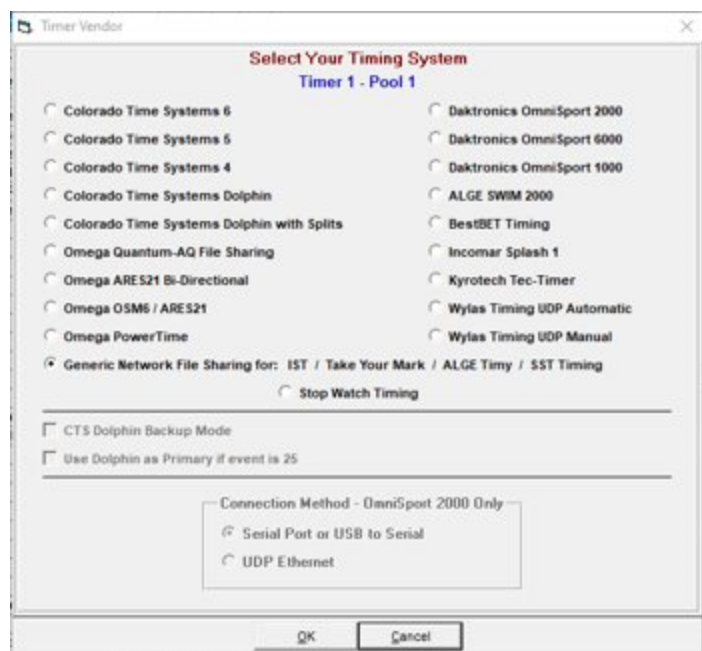 Timer Vendor
Select Your Timing System
Timer 1 - Pool 1
Colorado Time Systems 6
Colorado Time Systems 5
Colorado Time Systems 4
Colorado Time Systems Dolphin
Colorado Time Systems Dolphin with Splits
Omega Quantum-AQ File Sharing
Omega ARES21 Bi-Directional
Omega OSM6 / ARES21
Omega PowerTime
Daktronics OmniSport 2000
Daktronics OmniSport 6000
Daktronics OmniSport 1000
ALGE SWIM 2000
BestBET Timing
Incomar Splash 1
Kyrotech Tec-Timer
Wylas Timing UDP Automatic
Wylas Timing UDP Manual
Generic Network File Sharing for: IST / Take Your Mark / ALGE Timy / SST Timing
Stop Watch Timing
CTS Dolphin Backup Mode
Use Dolphin as Primary if event is 25
Connection Method - OmniSport 2000 Only
Serial Port or USB to Serial
UDP Ethernet
OK
Cancel